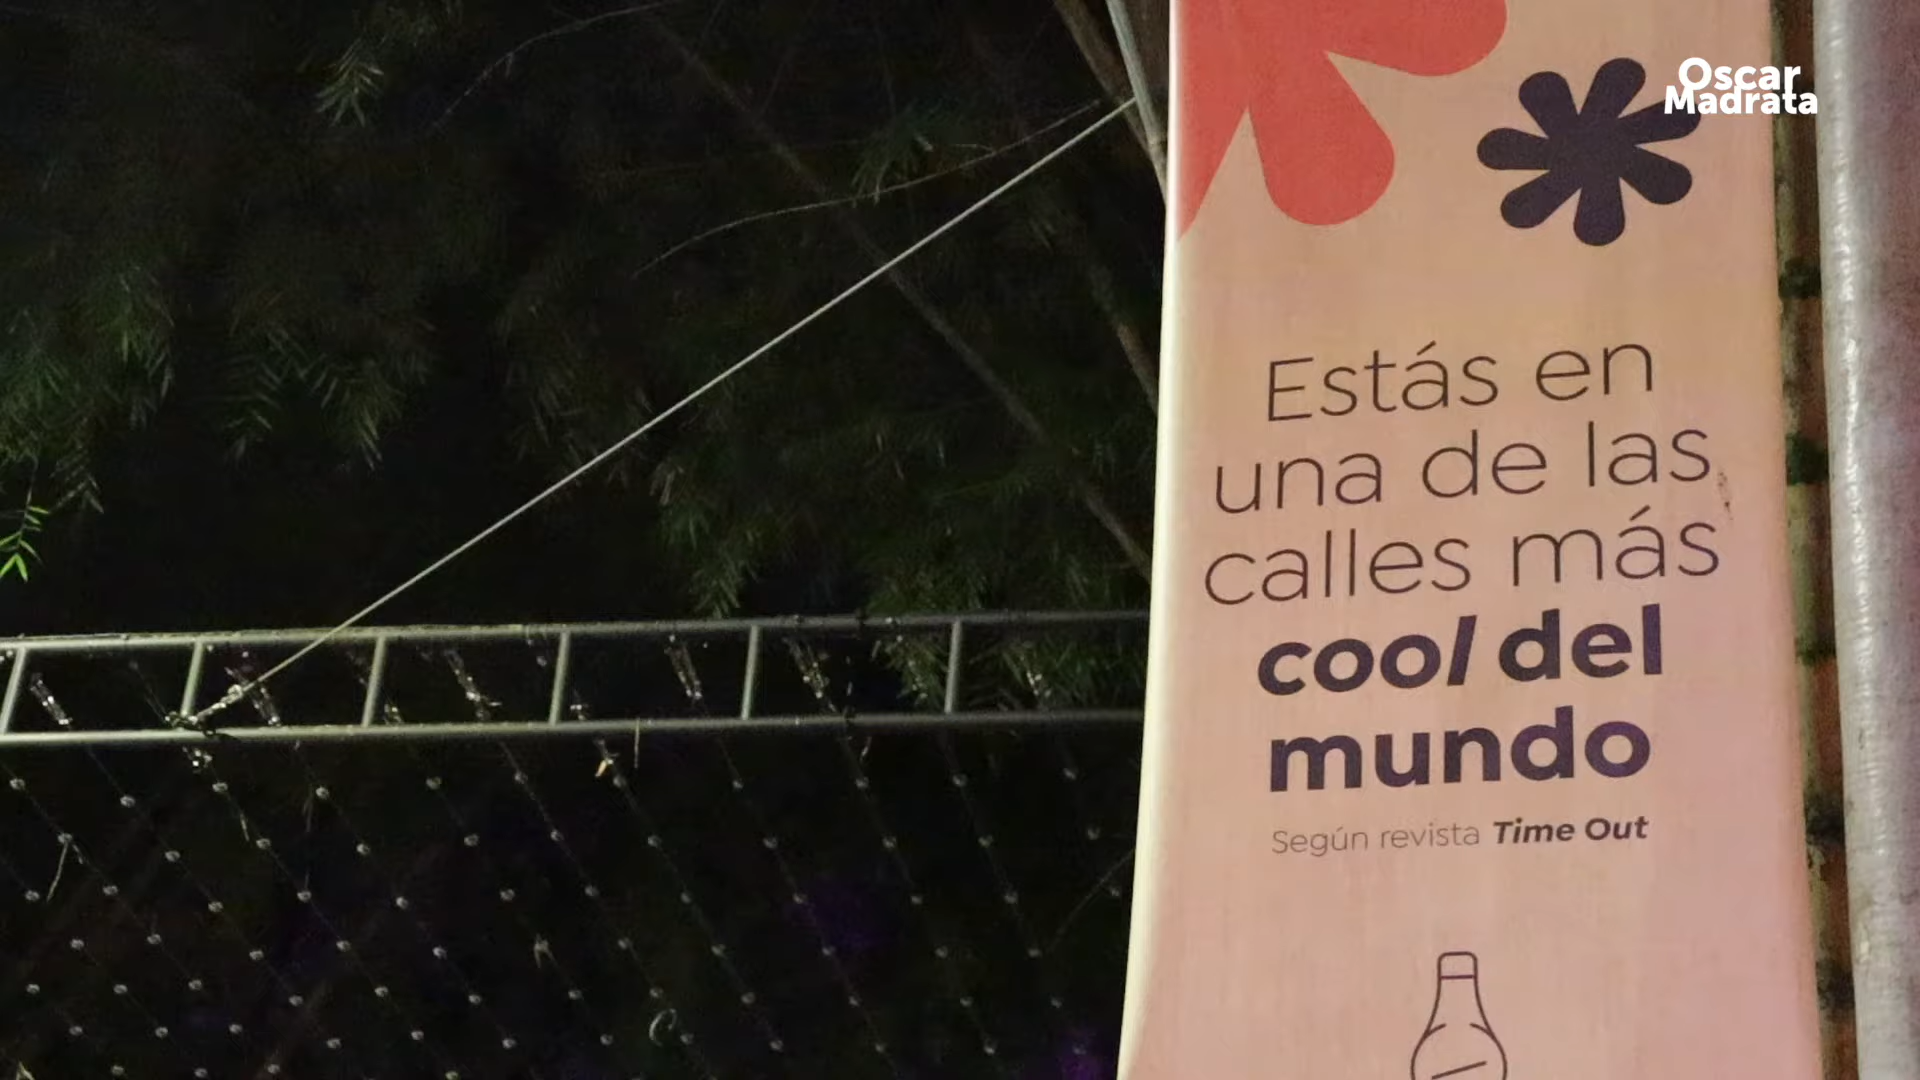 Oscar
Madrata
Estás en
una de las
calles más
cool del
mundo
Según revista Time Out